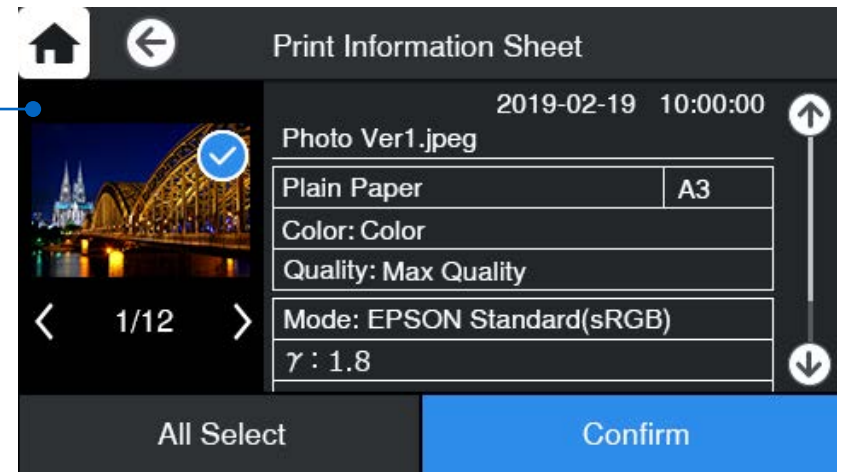 Print Information Sheet
2019-02-19 10:00:00
Photo Ver1.jpeg
Plain Paper A3
Color: Color
Quality: Max Quality
1/12
Mode: EPSON Standard(sRGB)
γ : 1.8
All Select Confirm